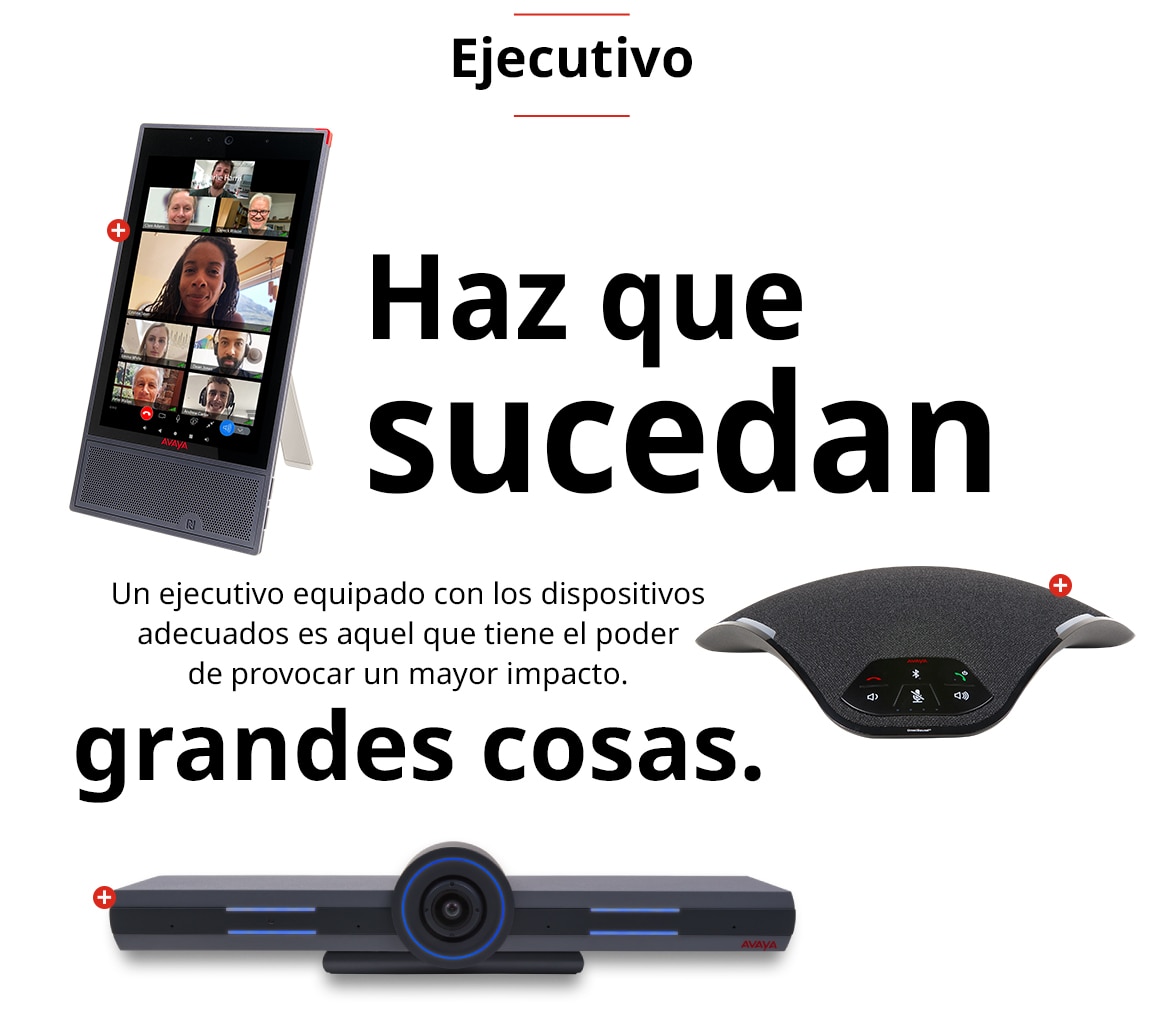 Ejecutivo
Haz que
sucedan
Un ejecutivo equipado con los dispositivos
adecuados es aquel que tiene el poder
de provocar un mayor impacto.
grandes cosas.
AVAYA
AVAYA
AVAYA